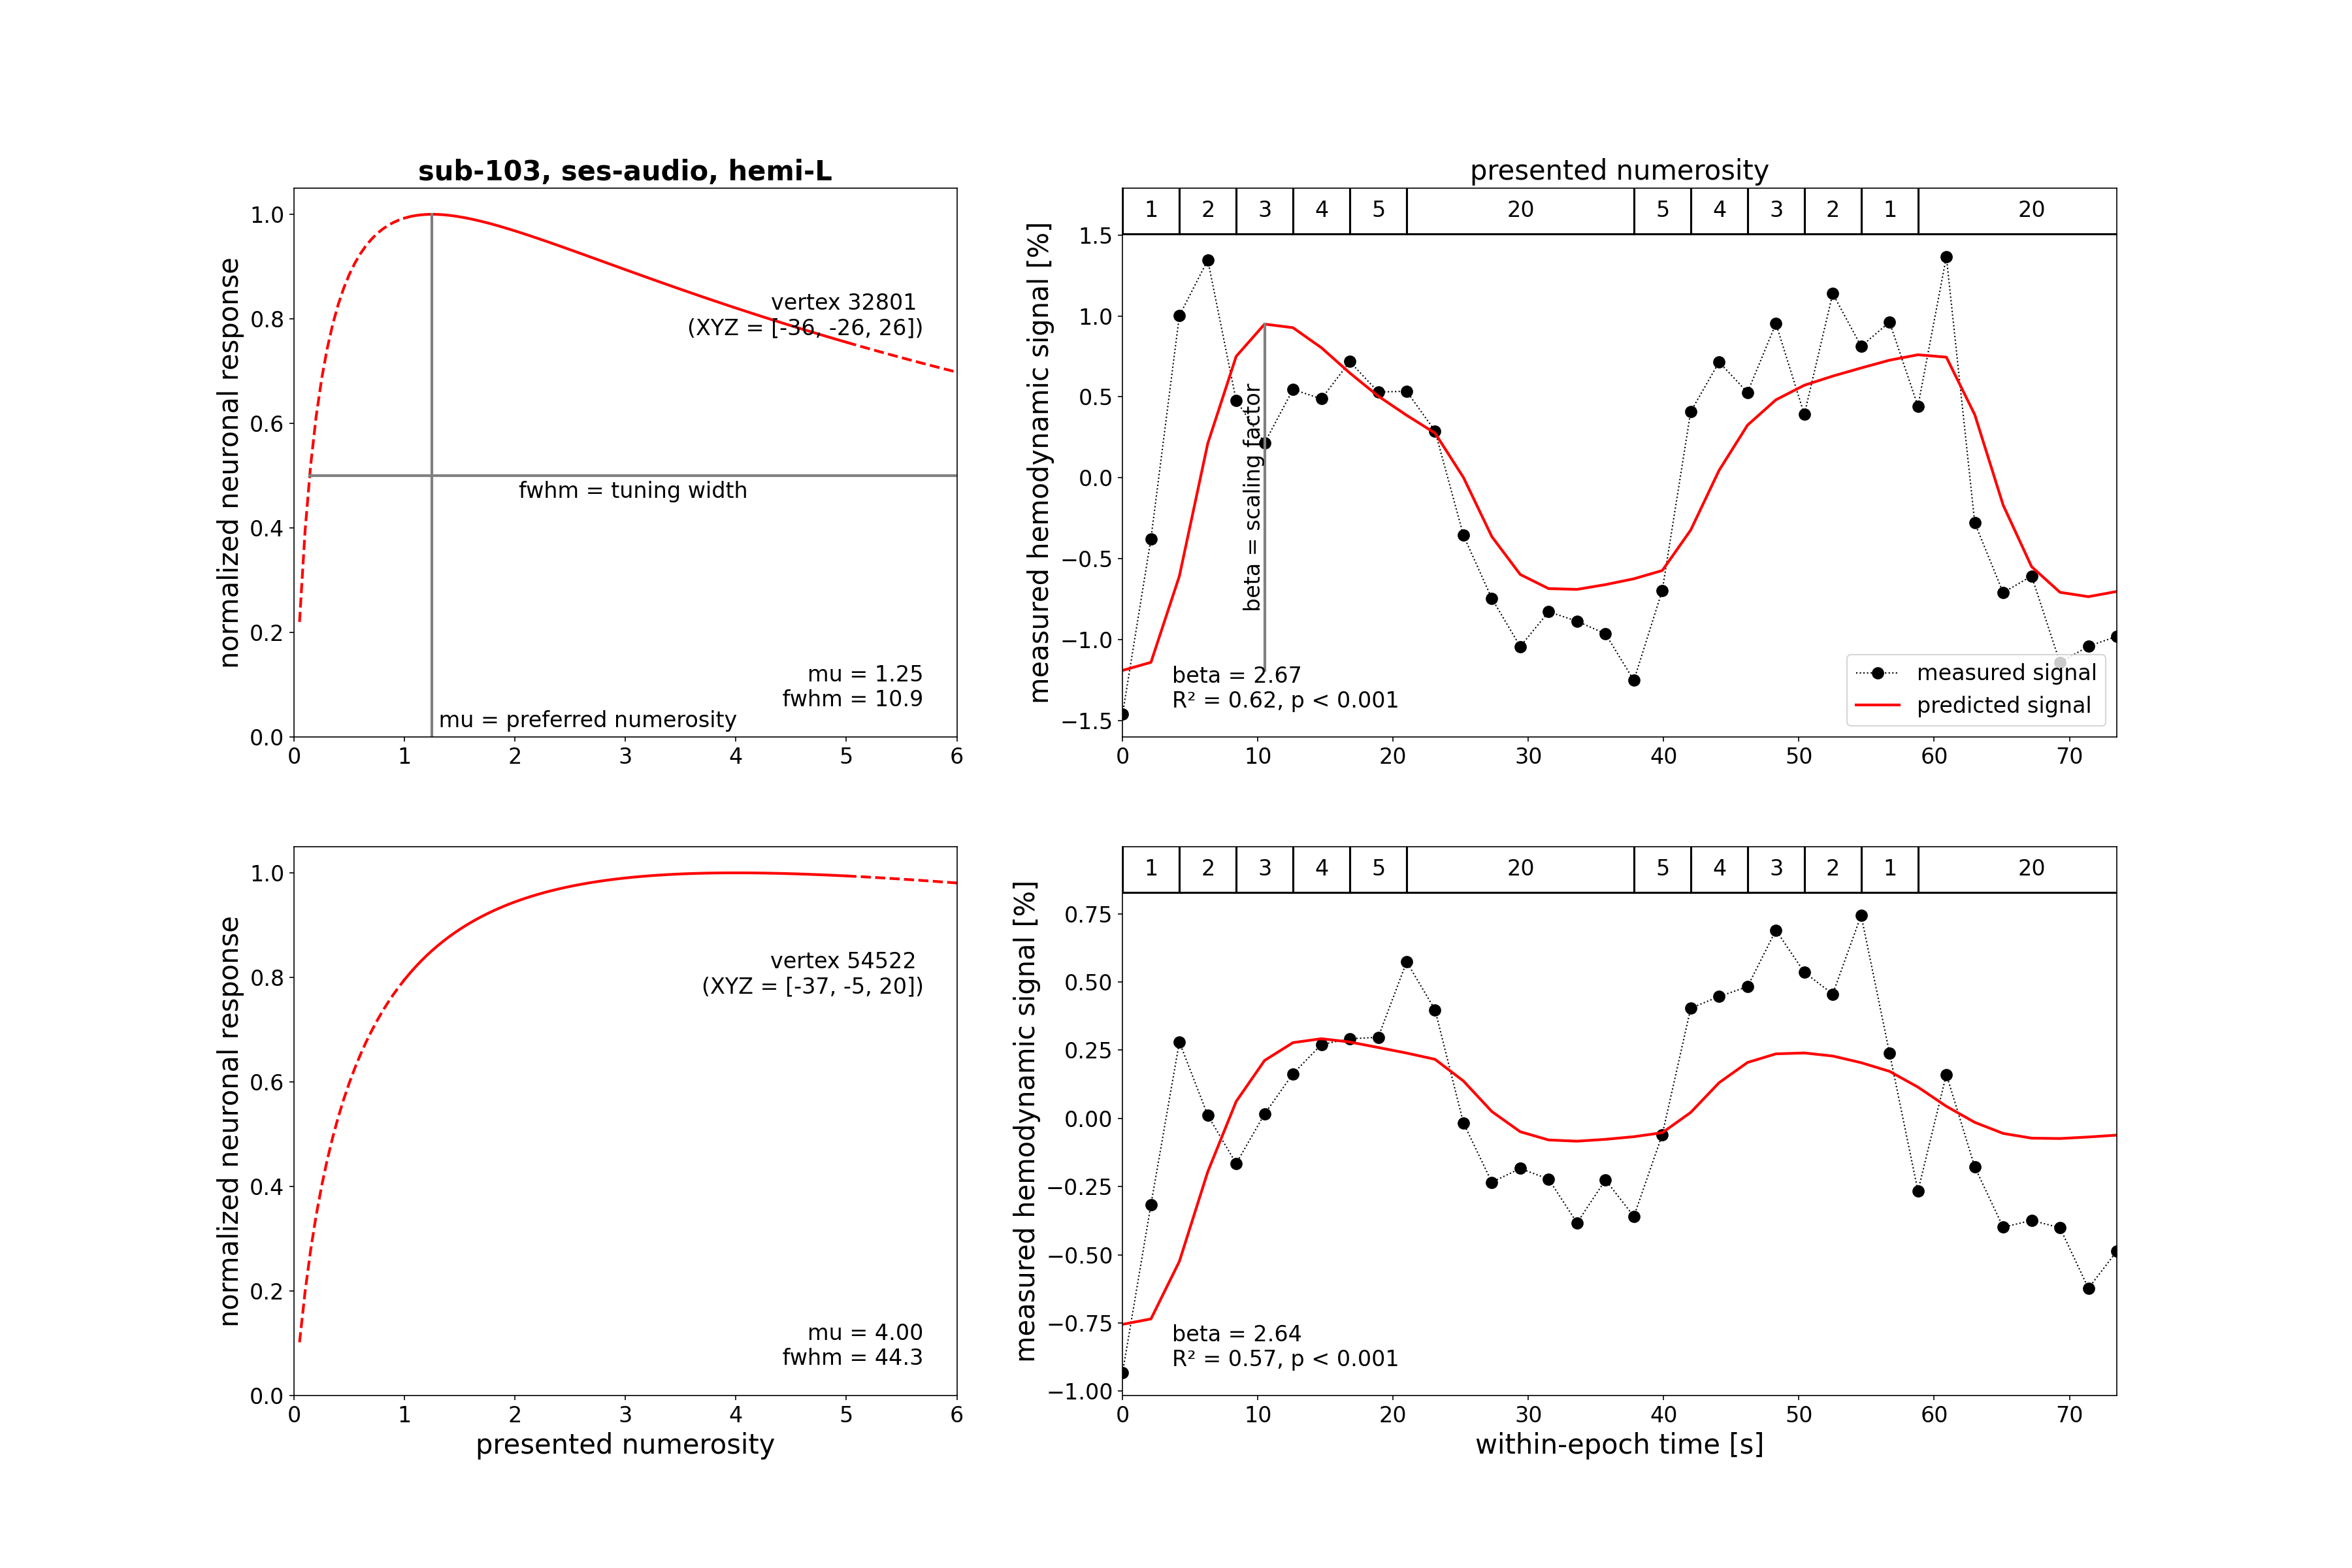 sub-103, ses-audio, hemi-L
normalized neuronal response
1.0
0.8
0.6
0.4
0.2
0.0
vertex 32801
(XYZ = [-36, -26, 26])
fwhm = tuning width
mu = 1.25
fwhm = 10.9
mu = preferred numerosity
0 1 2 3 4 5 6
presented numerosity
1 2 3 4 5 20 5 4 3 2 1 20
measured hemodynamic signal [%]
1.5
1.0
0.5
0.0
−0.5
−1.0
−1.5
beta = scaling factor
beta = 2.67
R² = 0.62, p < 0.001
measured signal
predicted signal
0 10 20 30 40 50 60 70
normalized neuronal response
1.0
0.8
0.6
0.4
0.2
0.0
vertex 54522
(XYZ = [-37, -5, 20])
mu = 4.00
fwhm = 44.3
0 1 2 3 4 5 6
presented numerosity
1 2 3 4 5 20 5 4 3 2 1 20
measured hemodynamic signal [%]
0.75
0.50
0.25
0.00
−0.25
−0.50
−0.75
−1.00
beta = 2.64
R² = 0.57, p < 0.001
0 10 20 30 40 50 60 70
within-epoch time [s]